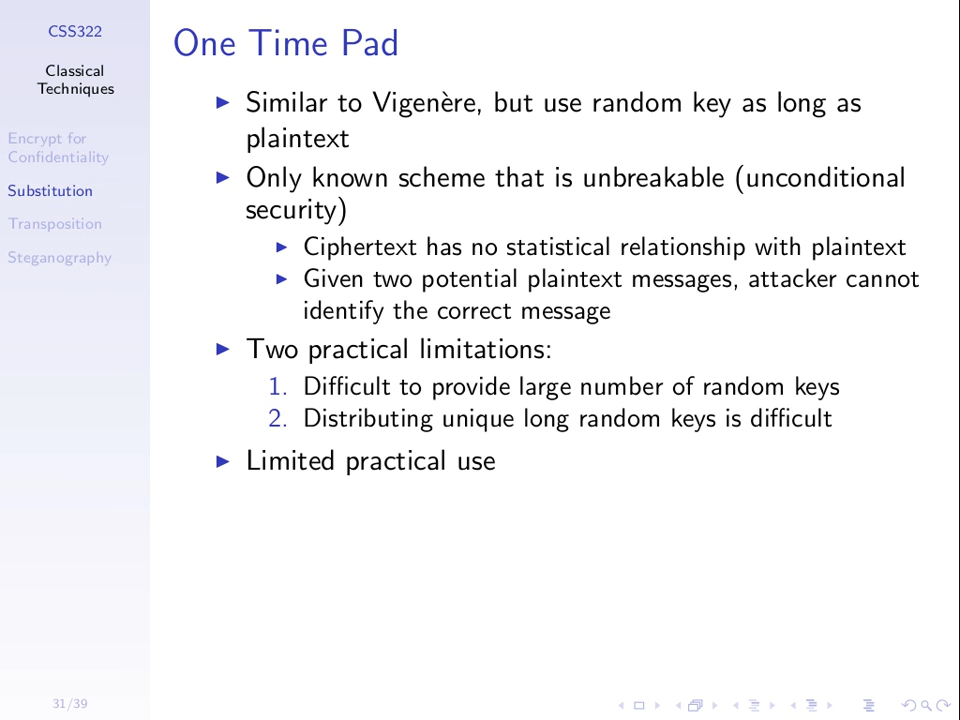 CSS322
Classical
Techniques
Encrypt for
Confidentiality
Substitution
Transposition
Steganography
31/39
One Time Pad
Similar to Vigenère, but use random key as long as
plaintext
Only known scheme that is unbreakable (unconditional
security)
Ciphertext has no statistical relationship with plaintext
Given two potential plaintext messages, attacker cannot
identify the correct message
Two practical limitations:
1. Difficult to provide large number of random keys
2. Distributing unique long random keys is difficult
Limited practical use